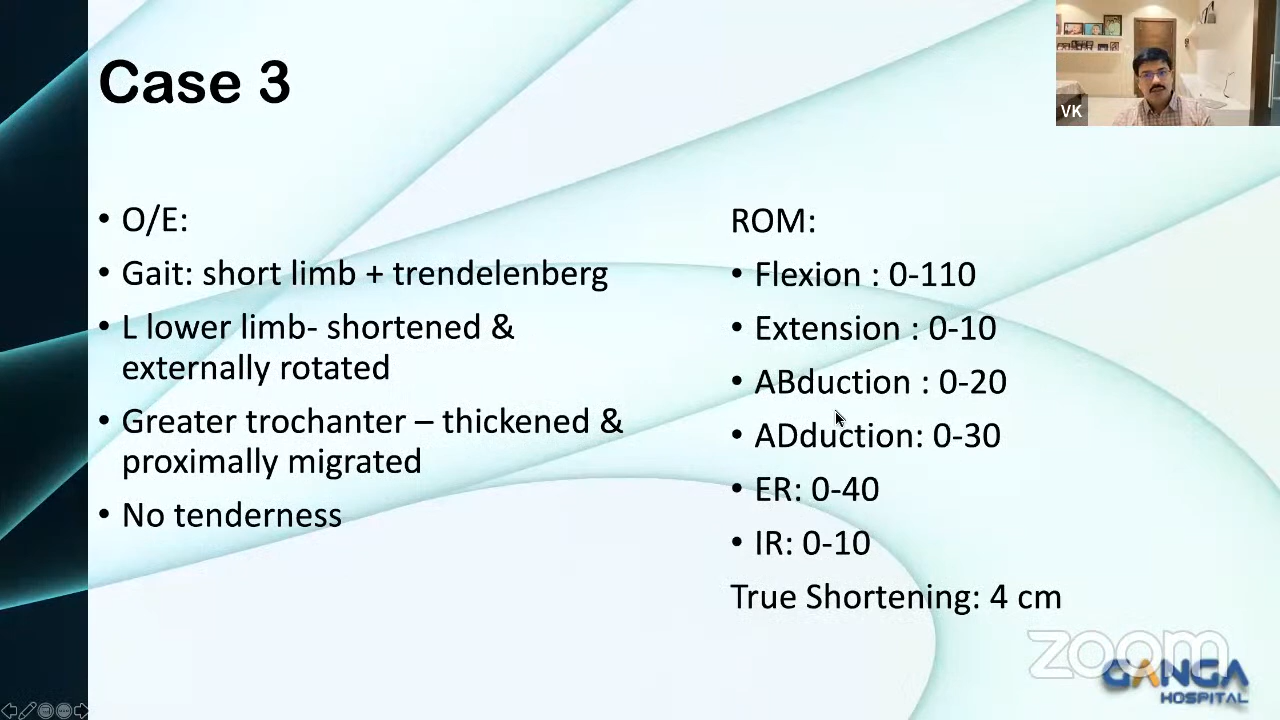 Case 3
VK
• O/E:
• Gait: short limb + trendelenberg
• L lower limb- shortened &
externally rotated
• Greater trochanter – thickened &
proximally migrated
• No tenderness
ROM:
• Flexion : 0-110
• Extension : 0-10
• ABduction : 0-20
• ADduction: 0-30
• ER: 0-40
• IR: 0-10
True Shortening: 4 cm
zoom
GANGA
HOSPITAL